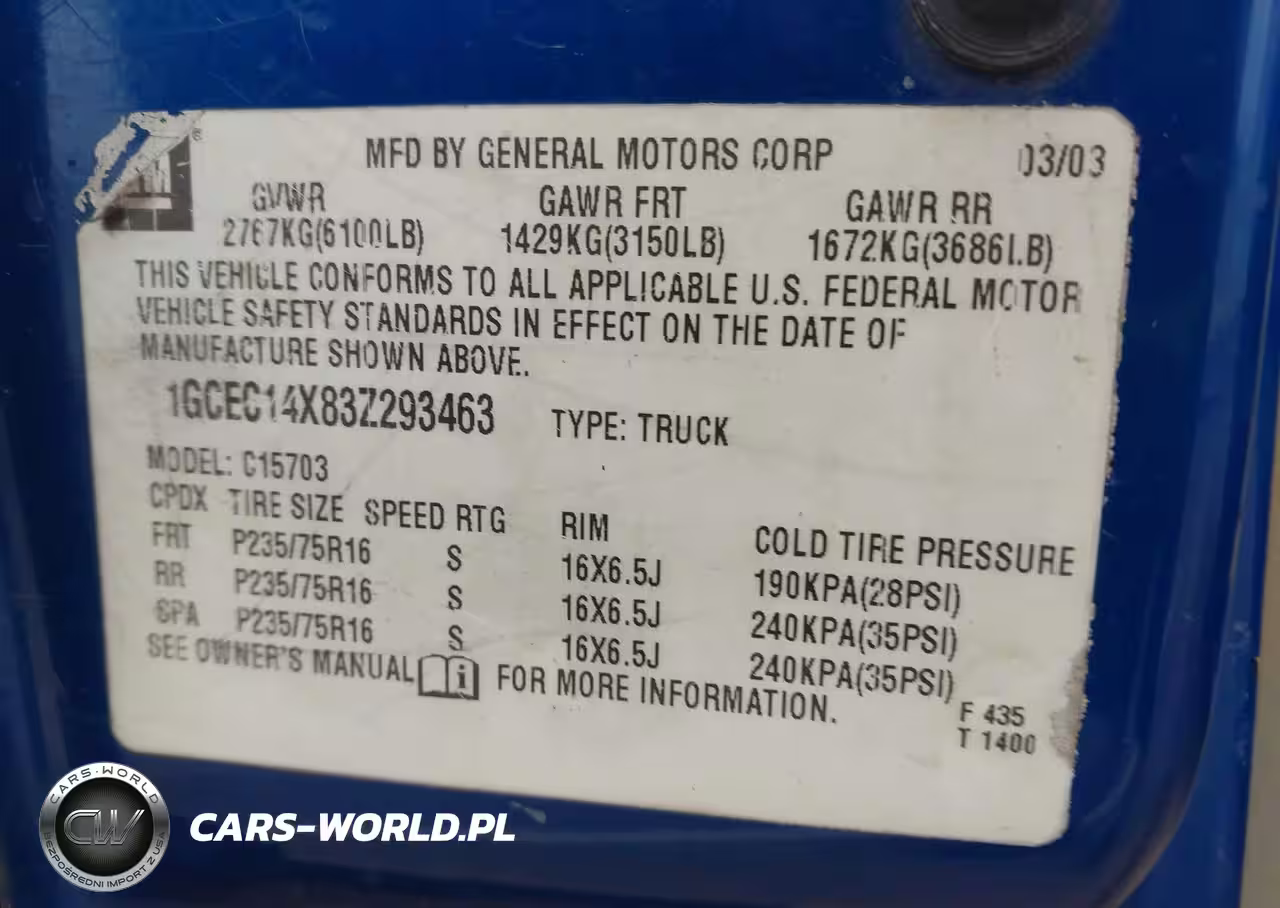 MFD BY GENERAL MOTORS CORP 03/03
GVWR GAWR FRT GAWR RR
2767KG(6100LB) 1429KG(3150LB) 1672KG(3686LB)
THIS VEHICLE CONFORMS TO ALL APPLICABLE U.S. FEDERAL MOTOR
VEHICLE SAFETY STANDARDS IN EFFECT ON THE DATE OF
MANUFACTURE SHOWN ABOVE.
1GCEC14X83Z293463 TYPE: TRUCK
MODEL: C15703
CPDX TIRE SIZE SPEED RTG RIM COLD TIRE PRESSURE
FRT P235/75R16 S 16X6.5J 190KPA(28PSI)
RR P235/75R16 S 16X6.5J 240KPA(35PSI)
SPA P235/75R16 S 16X6.5J 240KPA(35PSI)
SEE OWNER'S MANUAL i FOR MORE INFORMATION.
F 435
T 1400
CARS-WORLD
CW
BEZPOŚREDNI IMPORT Z USA
CARS-WORLD.PL